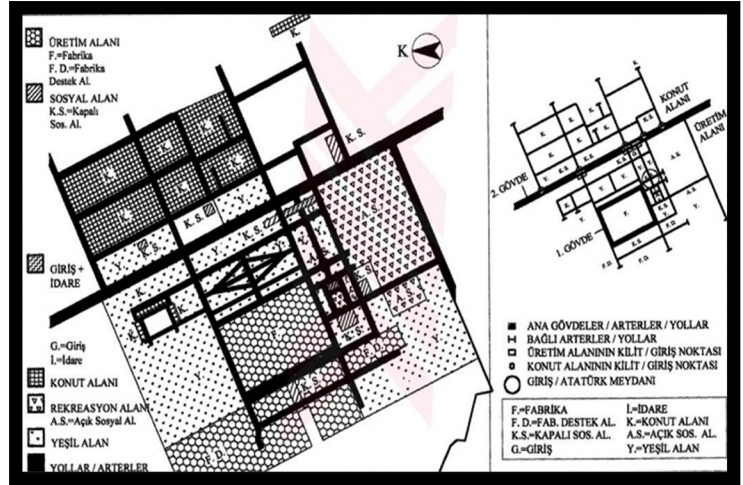 ÜRETİM ALANI
F.=Fabrika
F. D.=Fabrika
Destek Al.
SOSYAL ALAN
K.S.=Kapalı
Sos. Al.
GİRİŞ +
İDARE
G.=Giriş
İ.=İdare
KONUT ALANI
REKREASYON ALAN
A.S.=Açık Sosyal Al.
YEŞİL ALAN
YOLLAR / ARTERLER
K.
K
K. S.
K. S.
K. S.
K. S.
Y.
Y.
K.
A.S.
Y.
Y.
F.
K.S.
F. D.
KONUT
ALANI
ÜRETİM
ALANI
2. GÖVDE
1. GÖVDE
F.
A.S.
F.D.
F.D.
ANA GÖVDELER / ARTERLER / YOLLAR
BAĞLI ARTERLER / YOLLAR
ÜRETİM ALANININ KİLİT / GİRİŞ NOKTASI
KONUT ALANININ KİLİT / GİRİŞ NOKTASI
GİRİŞ / ATATÜRK MEYDANI
F.=FABRİKA İ.=İDARE
F. D.=FAB. DESTEK AL. K.=KONUT ALANI
K.S.=KAPALI SOS. AL. A.S.=AÇIK SOS. AL.
G.=GİRİŞ Y.=YEŞİL ALAN